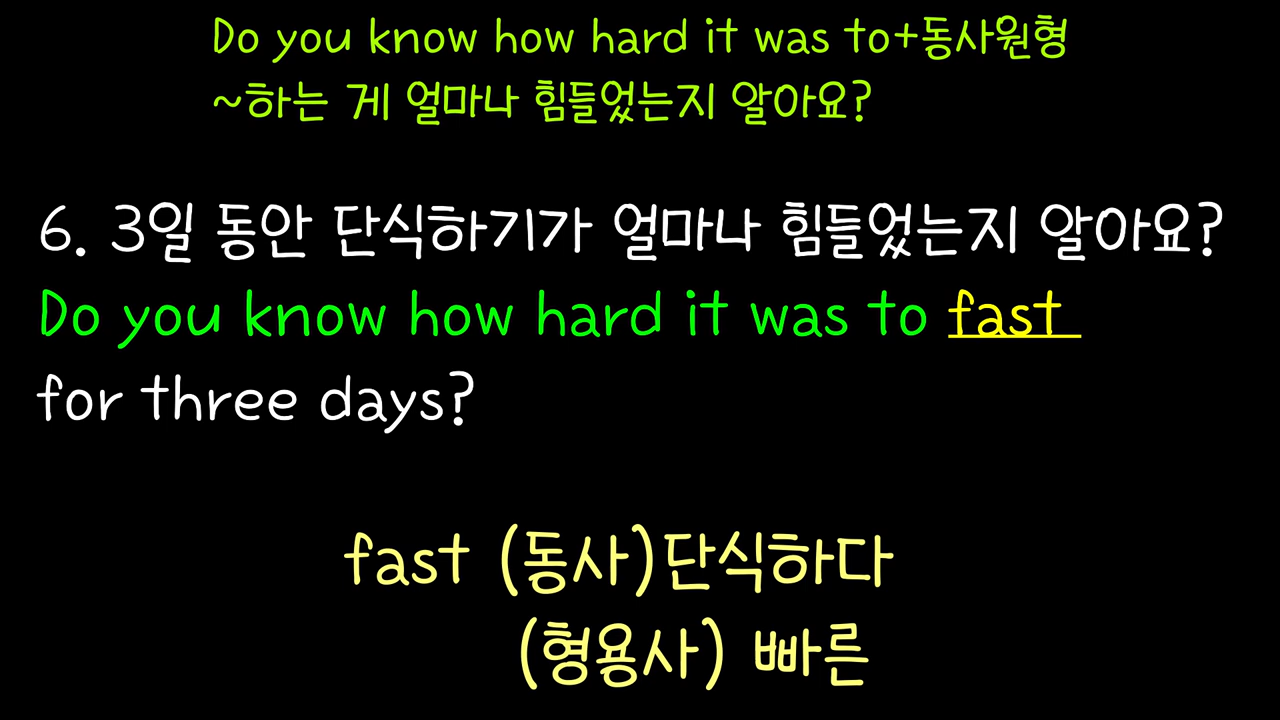 Do you know how hard it was to+동사원형
~하는 게 얼마나 힘들었는지 알아요?
6. 3일 동안 단식하기가 얼마나 힘들었는지 알아요?
Do you know how hard it was to fast
for three days?
fast (동사)단식하다
(형용사) 빠른